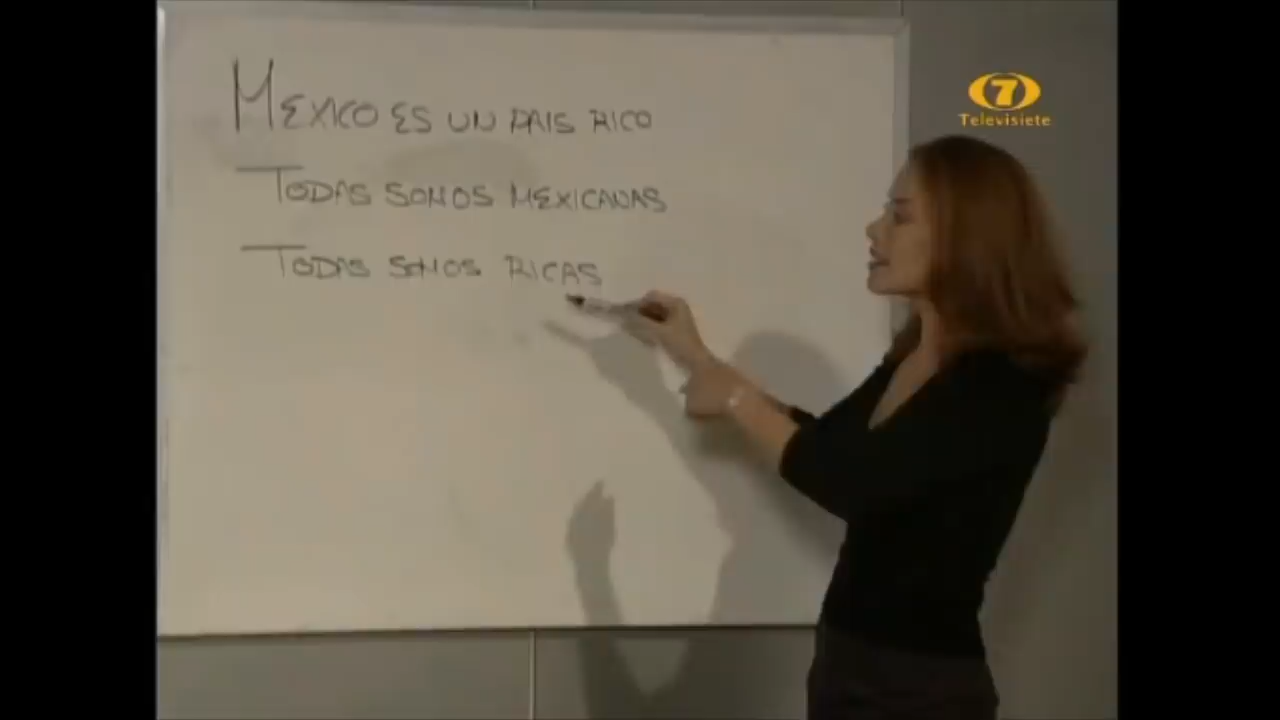 MEXICO ES UN PAIS RICO
TODAS SOMOS MEXICANAS
TODAS SOMOS RICAS
7
Televisiete